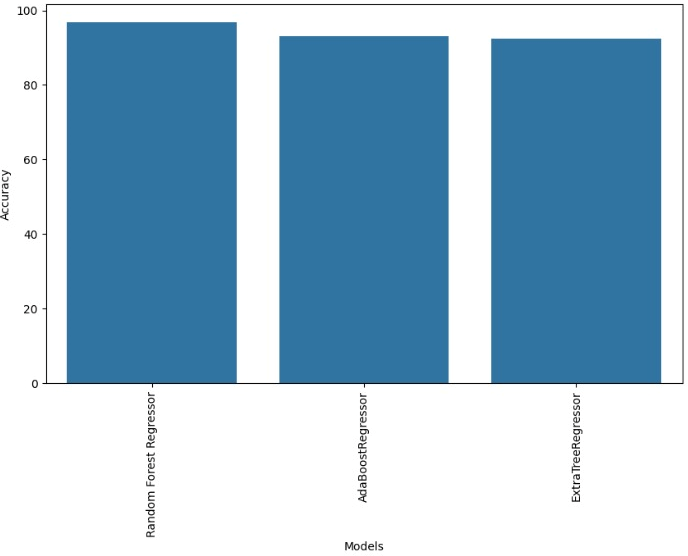 100
80
60
40
20
0
Accuracy
Random Forest Regressor
AdaBoostRegressor
ExtraTreeRegressor
Models